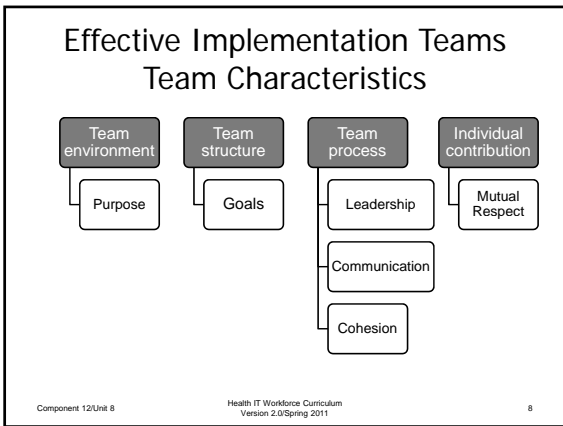 Effective Implementation Teams
Team Characteristics
Team
environment
Purpose
Team
structure
Goals
Team
process
Leadership
Communication
Cohesion
Individual
contribution
Mutual
Respect
Component 12/Unit 8
Health IT Workforce Curriculum
Version 2.0/Spring 2011
8